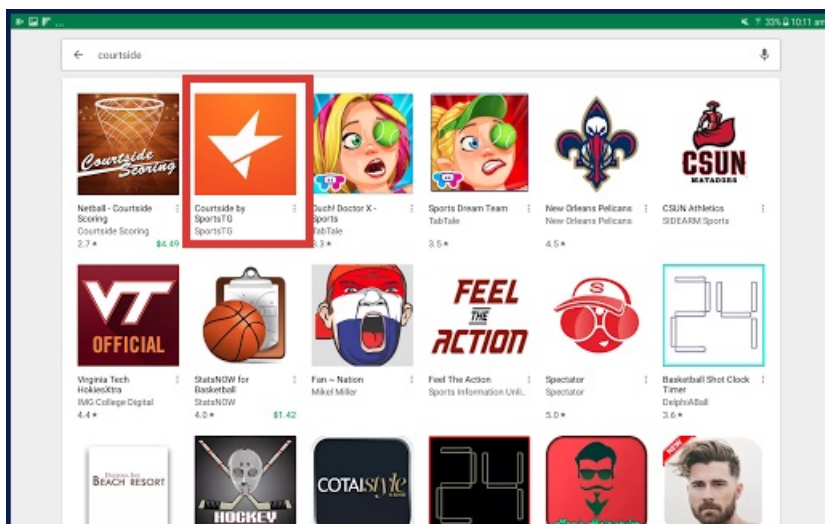 33% 10:11 am
courtside
Courtside
Scoring
CSUN
MATADORS
Netball - Courtside
Scoring
Courtside Scoring
2.7 ★ $4.49
Courtside by
SportsTG
SportsTG
Ouch! Doctor X -
Sports
TabTale
3.3 ★
Sports Dream Team
TabTale
3.5 ★
New Orleans Pelicans
New Orleans Pelicans
4.5 ★
CSUN Athletics
SIDEARM Sports
VT
OFFICIAL
FEEL
THE
ACTION
S
24
Virginia Tech
HokiesXtra
IMG College Digital
4.4 ★
StatsNOW for
Basketball
StatsNOW
4.0 ★ $1.42
Fan ~ Nation
Mikel Miller
Feel The Action
Sports Information Unli...
Spectator
Spectator
5.0 ★
Basketball Shot Clock
Timer
DelphiABall
3.6 ★
BEACH RESORT
HOCKEY
COTAIStyle
24
NEW